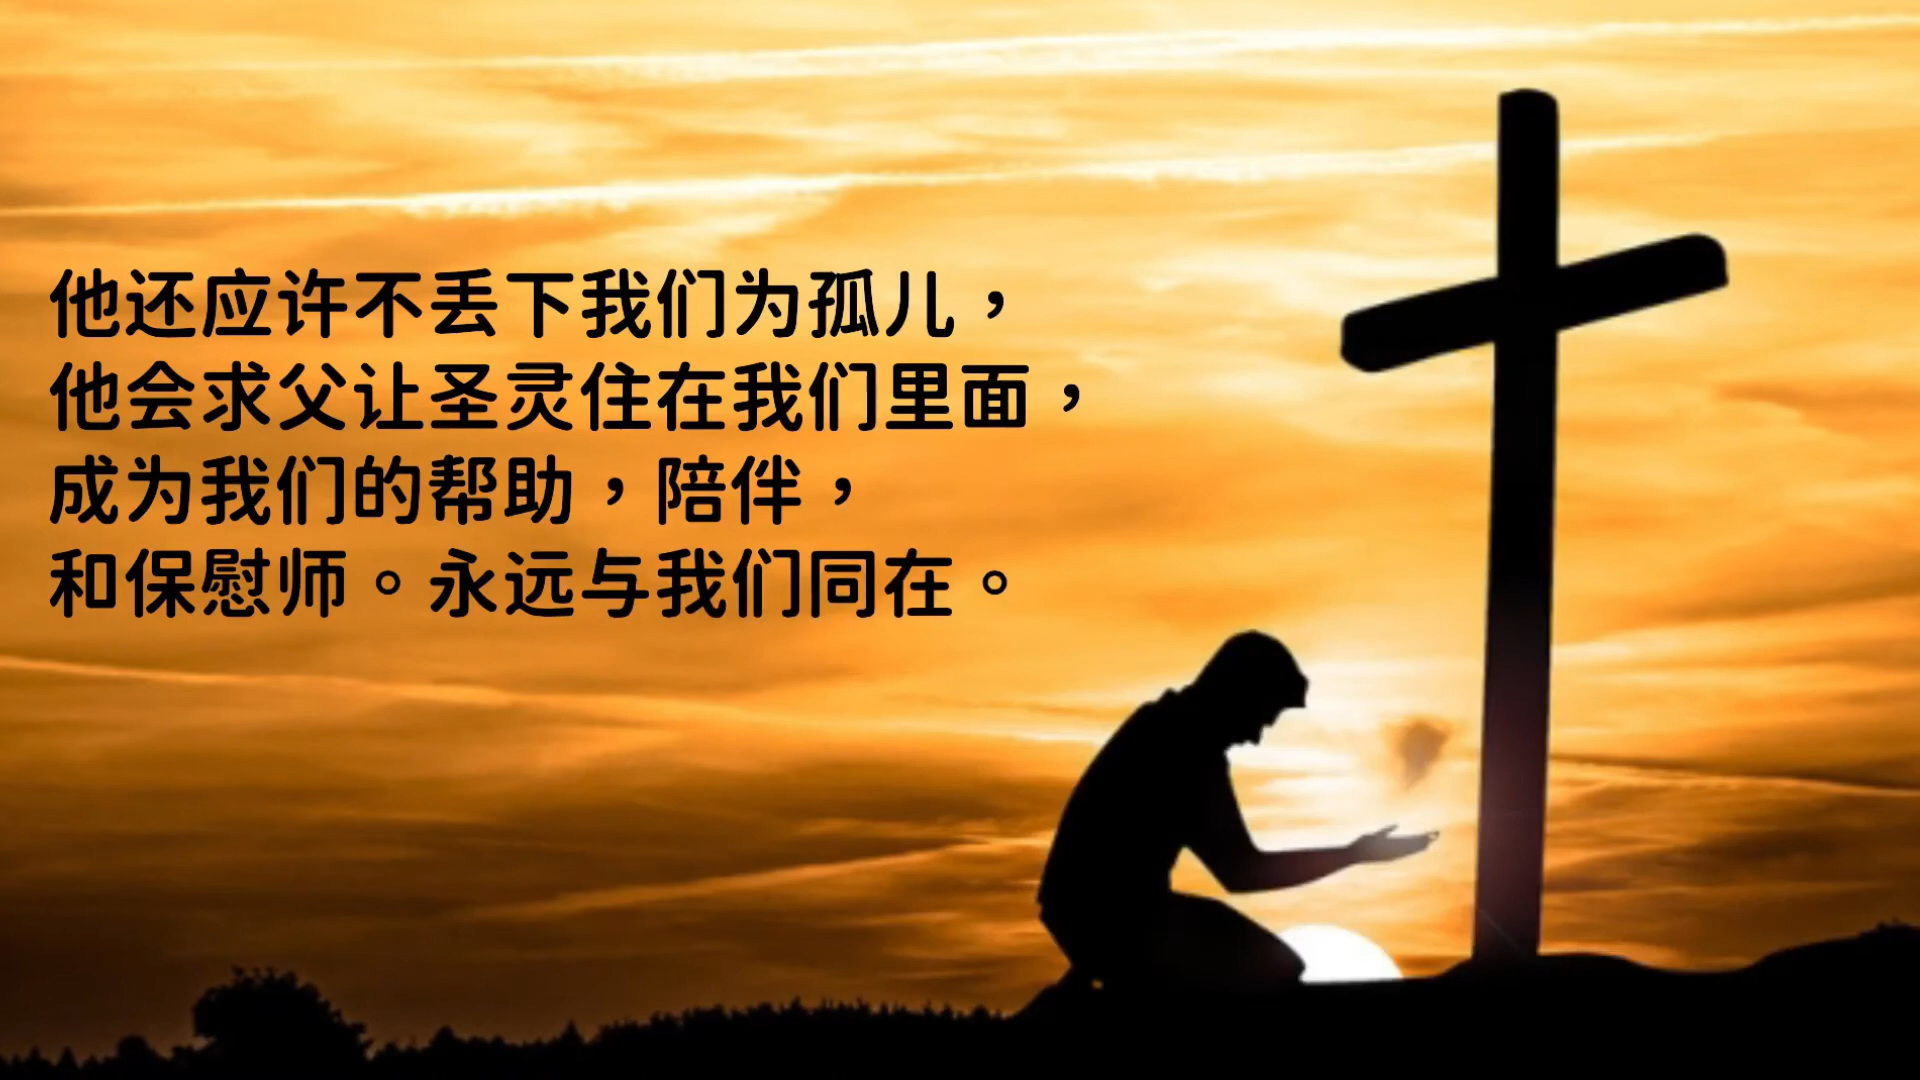 他还应许不丢下我们为孤儿，
他会求父让圣灵住在我们里面，
成为我们的帮助，陪伴，
和保慰师。永远与我们同在。